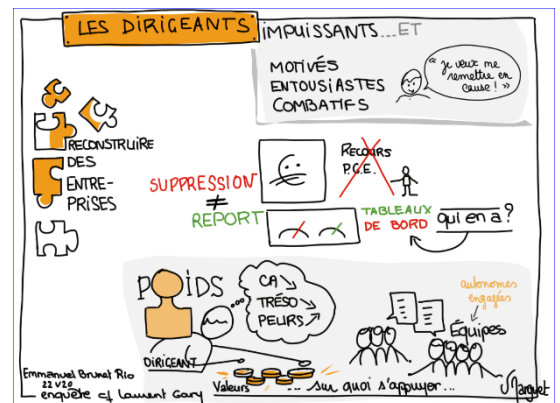 LES DIRIGEANTS IMPUISSANTS...ET
MOTIVÉS
ENTOUSIASTES
COMBATIFS
"je veux me
remettre en
cause ! "
RECONSTRUIRE
DES
ENTRE-
PRISES
SUPPRESSION
≠
REPORT
RECOURS
P.G.E.
TABLEAUX
DE BORD
qui en a ?
POIDS
CA ↘
TRÉSO ↘
PEURS ↗
DIRIGEANT
autonomes
engagées
Équipes
Valeurs ... sur quoi s'appuyer...
Emmanuel Brunet Rio
22 V20
enquête cf Laurent Gary
Marguet